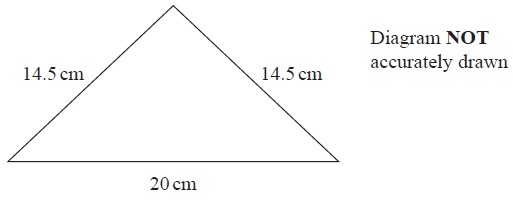 Diagram NOT
accurately drawn
14.5 cm
14.5 cm
20 cm